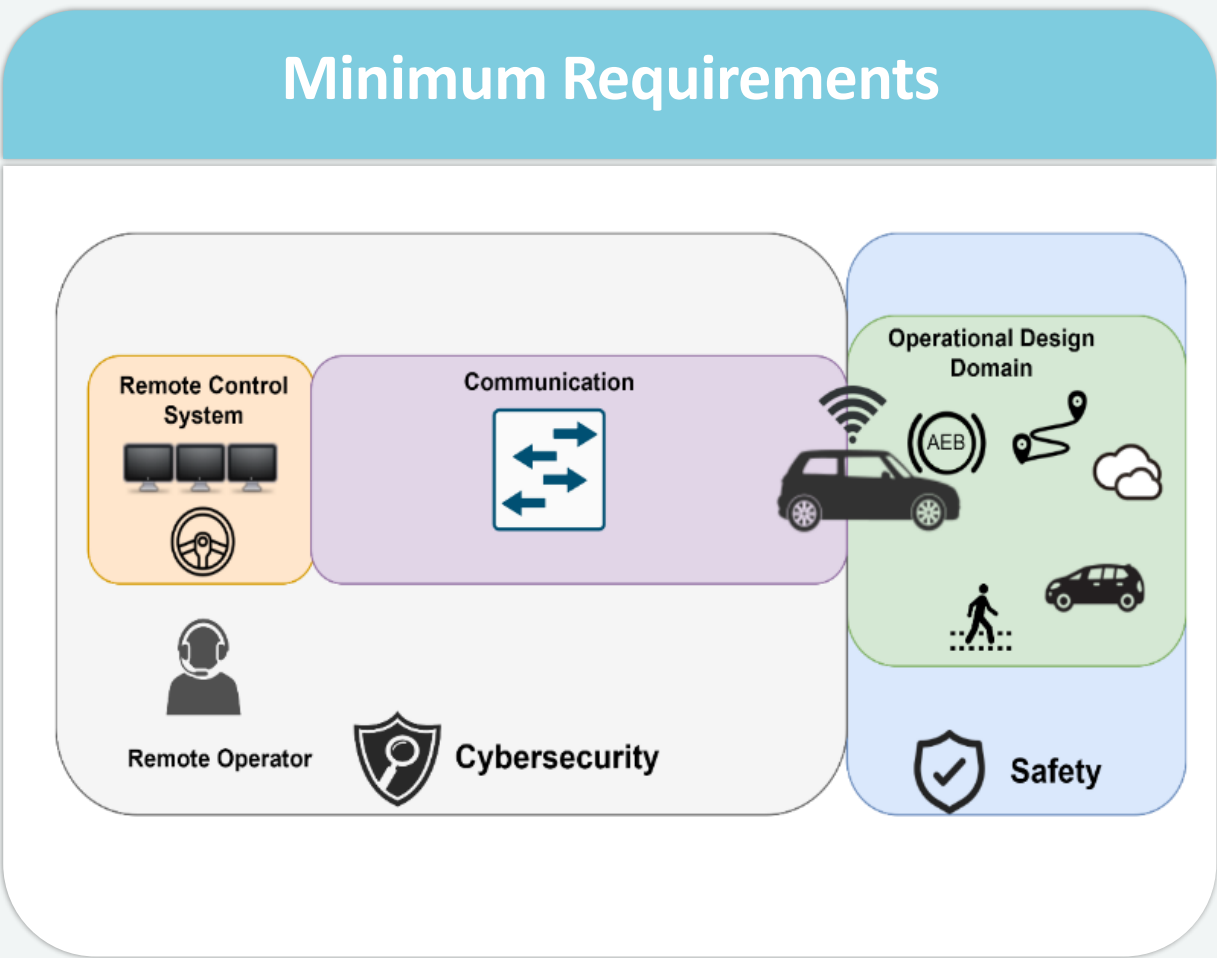 Minimum Requirements
Remote Control
System
Communication
Operational Design
Domain
AEB
Remote Operator
Cybersecurity
Safety